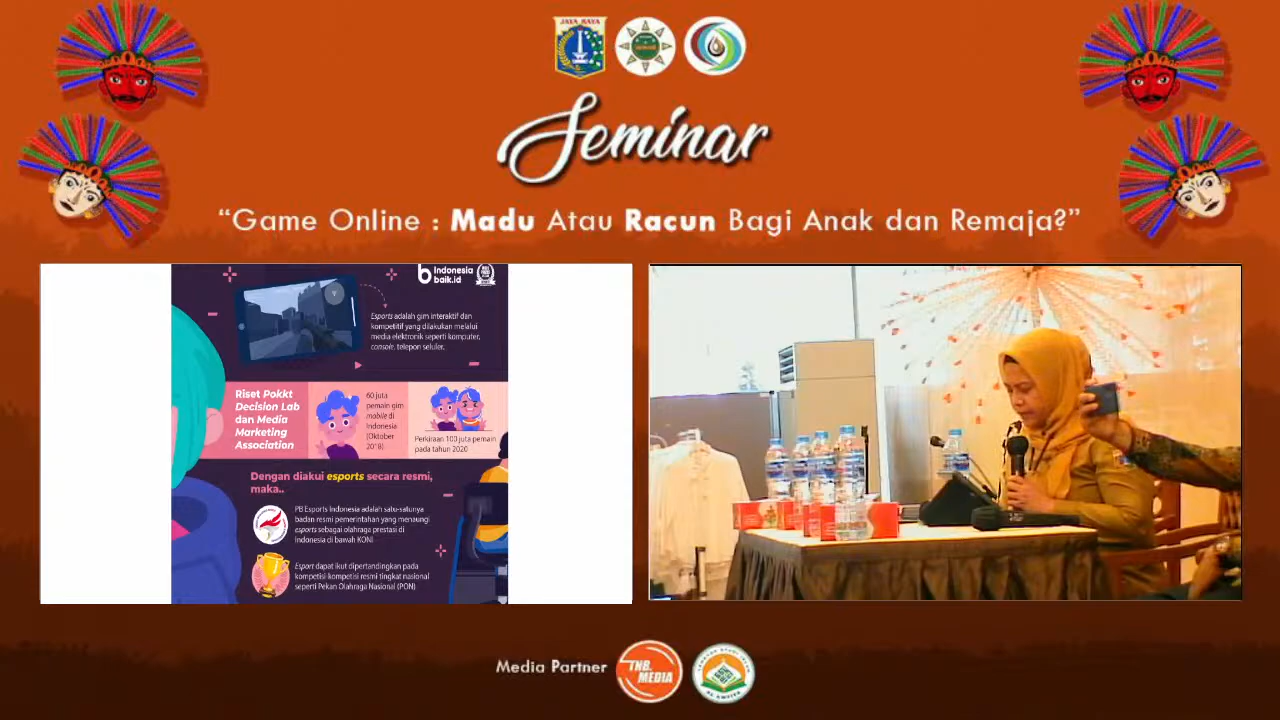 JAYA RAYA
Seminar
“Game Online : Madu Atau Racun Bagi Anak dan Remaja?”
Indonesia
baik.id
Esports adalah gim interaktif dan
kompetitif yang dilakukan melalui
media elektronik seperti komputer,
console, telepon seluler.
Riset Pokkt
Decision Lab
dan Media
Marketing
Association
60 juta
pemain gim
mobile di
Indonesia
(Oktober
2018)
Perkiraan 100 juta pemain
pada tahun 2020
Dengan diakui esports secara resmi,
maka..
PB Esports Indonesia adalah satu-satunya
badan resmi pemerintahan yang menaungi
esports sebagai olahraga prestasi di
Indonesia di bawah KONI
Esport dapat ikut dipertandingkan pada
kompetisi-kompetisi resmi tingkat nasional
seperti Pekan Olahraga Nasional (PON)
Media Partner
TNB.
MEDIA